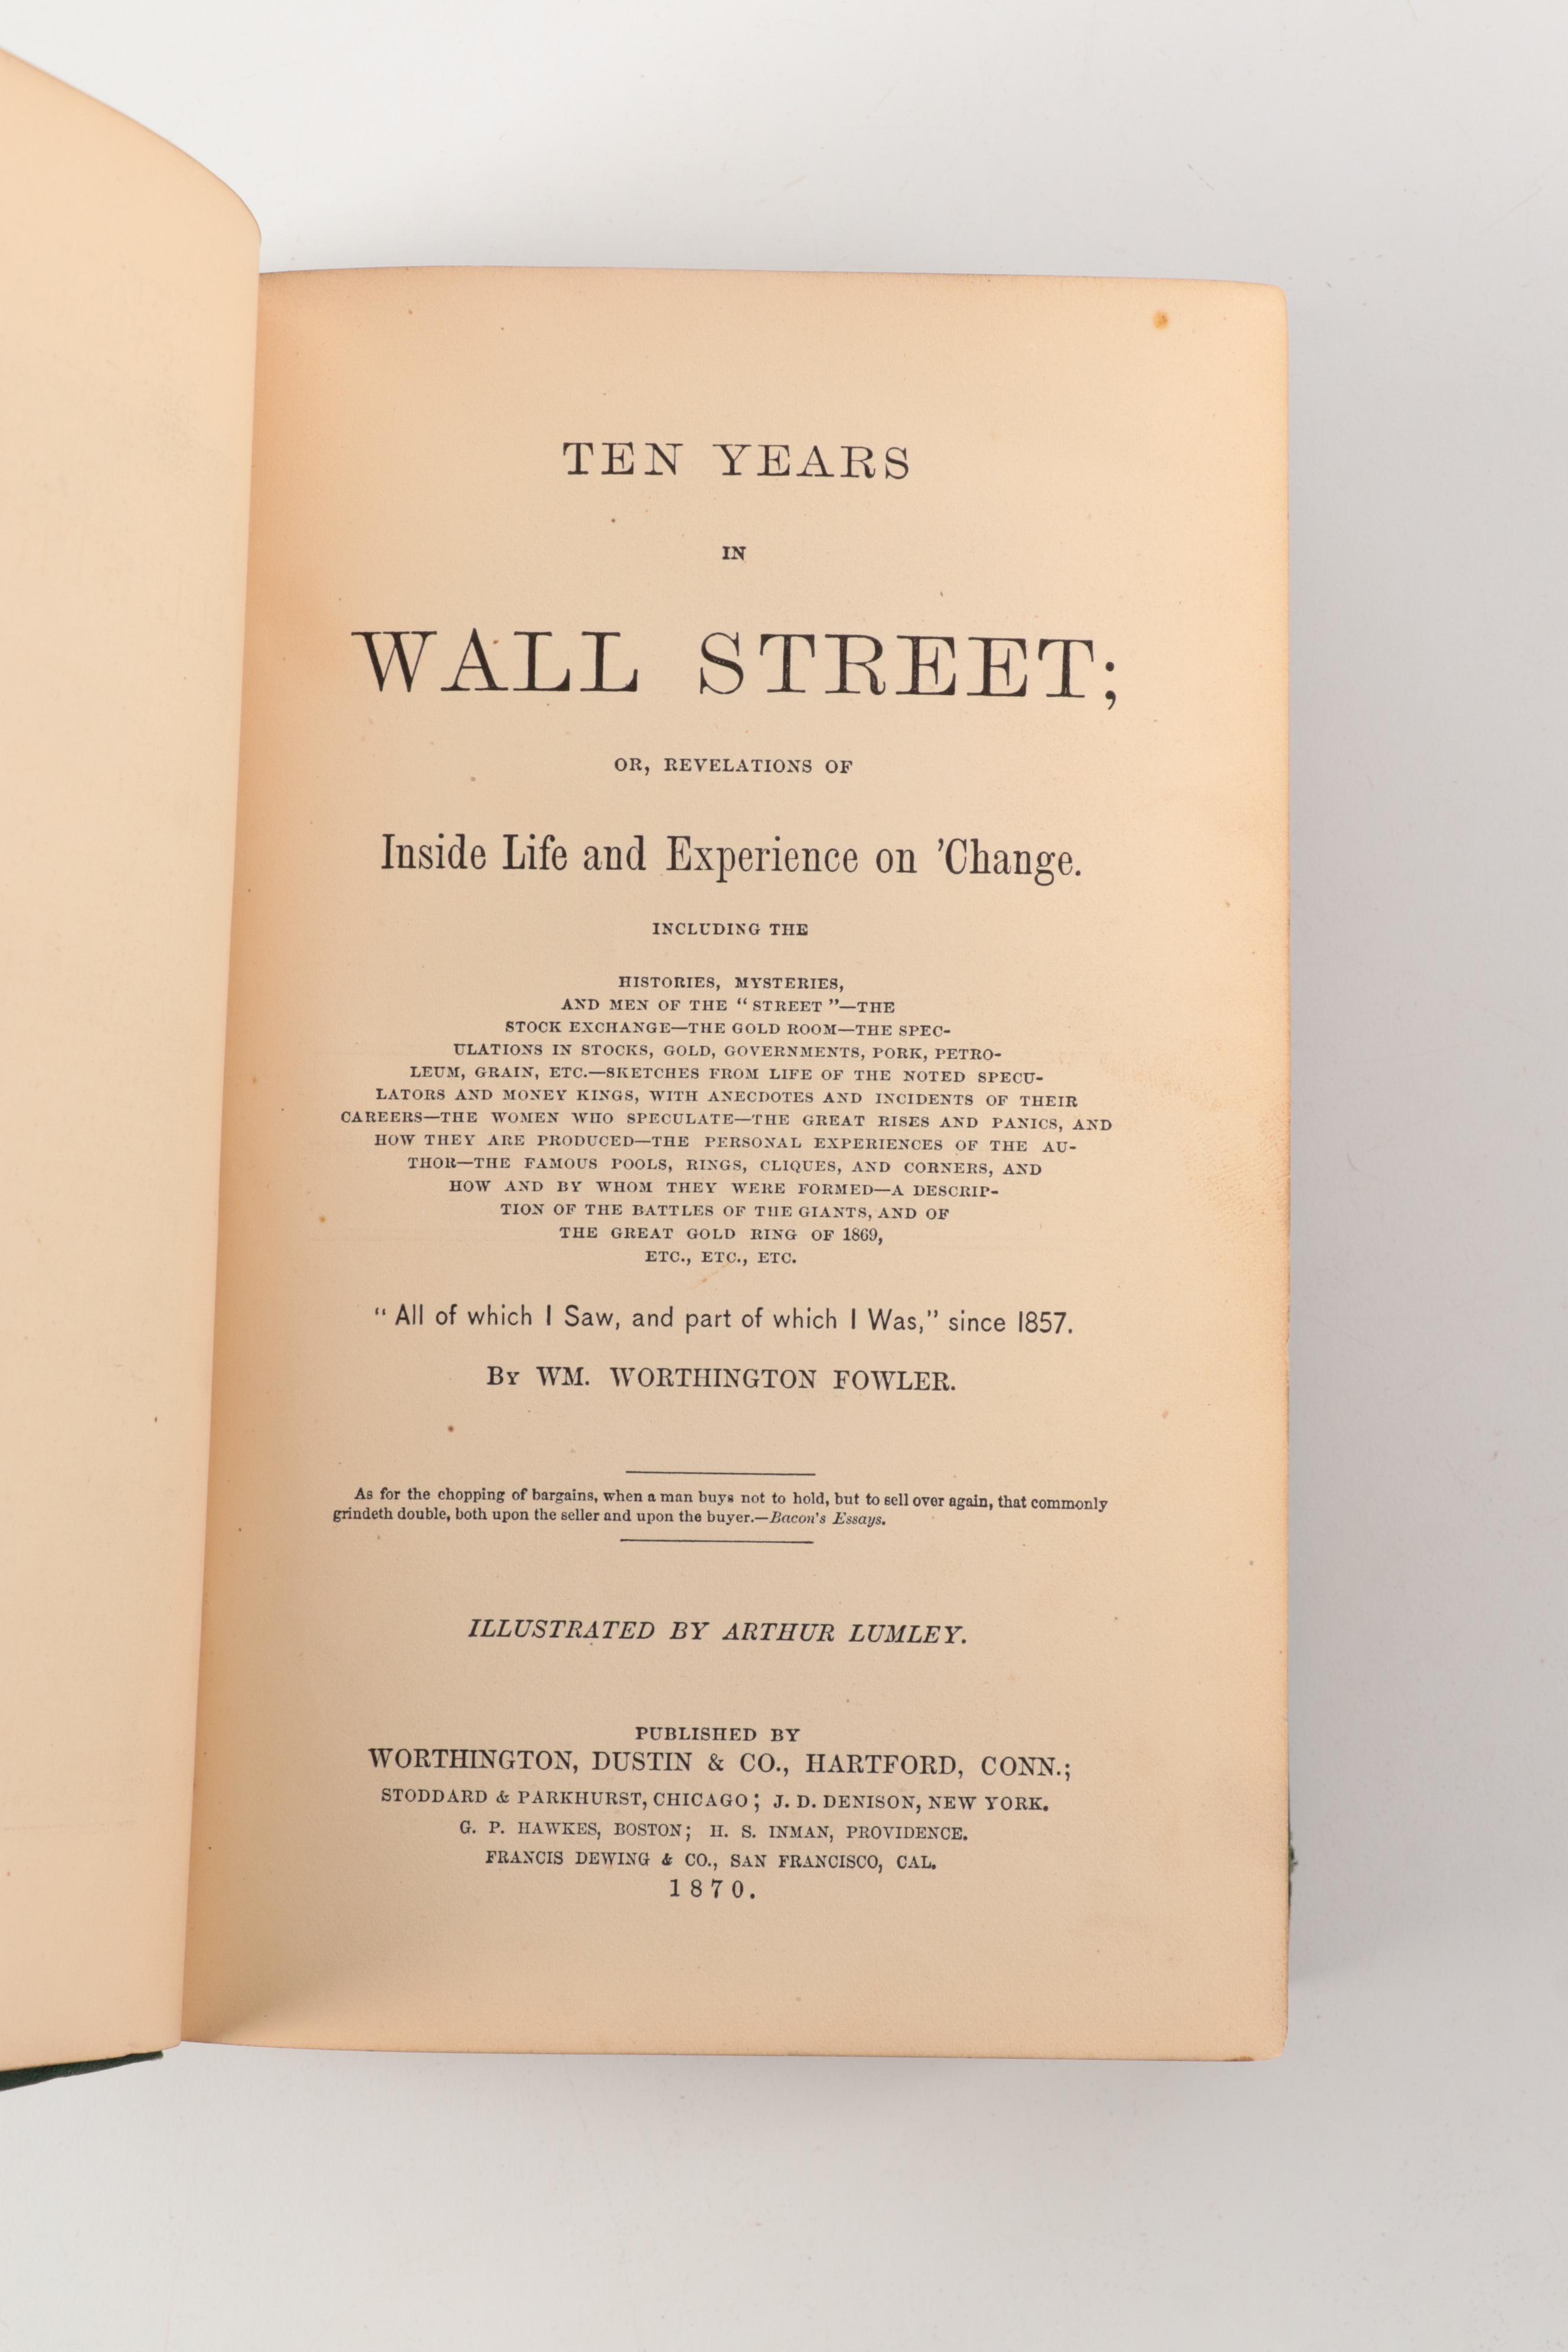 TEN YEARS
IN
WALL STREET;
OR, REVELATIONS OF
Inside Life and Experience on 'Change.
INCLUDING THE
HISTORIES, MYSTERIES,
AND MEN OF THE “ STREET ”—THE
STOCK EXCHANGE—THE GOLD ROOM—THE SPEC-
ULATIONS IN STOCKS, GOLD, GOVERNMENTS, PORK, PETRO-
LEUM, GRAIN, ETC.—SKETCHES FROM LIFE OF THE NOTED SPECU-
LATORS AND MONEY KINGS, WITH ANECDOTES AND INCIDENTS OF THEIR
CAREERS—THE WOMEN WHO SPECULATE—THE GREAT RISES AND PANICS, AND
HOW THEY ARE PRODUCED—THE PERSONAL EXPERIENCES OF THE AU-
THOR—THE FAMOUS POOLS, RINGS, CLIQUES, AND CORNERS, AND
HOW AND BY WHOM THEY WERE FORMED—A DESCRIP-
TION OF THE BATTLES OF THE GIANTS, AND OF
THE GREAT GOLD RING OF 1869,
ETC., ETC., ETC.
“ All of which I Saw, and part of which I Was,” since 1857.
By WM. WORTHINGTON FOWLER.
As for the chopping of bargains, when a man buys not to hold, but to sell over again, that commonly
grindeth double, both upon the seller and upon the buyer.—Bacon's Essays.
ILLUSTRATED BY ARTHUR LUMLEY.
PUBLISHED BY
WORTHINGTON, DUSTIN & CO., HARTFORD, CONN.;
STODDARD & PARKHURST, CHICAGO; J. D. DENISON, NEW YORK.
G. P. HAWKES, BOSTON; H. S. INMAN, PROVIDENCE.
FRANCIS DEWING & CO., SAN FRANCISCO, CAL.
1870.